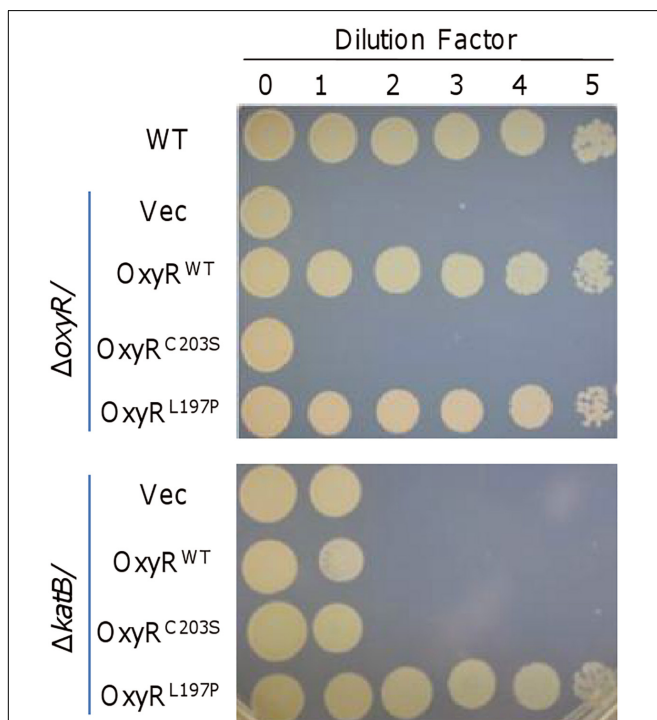 Dilution Factor
0 1 2 3 4 5
WT
ΔoxyR/
Vec
OxyR WT
OxyR C203S
OxyR L197P
ΔkatB/
Vec
OxyR WT
OxyR C203S
OxyR L197P